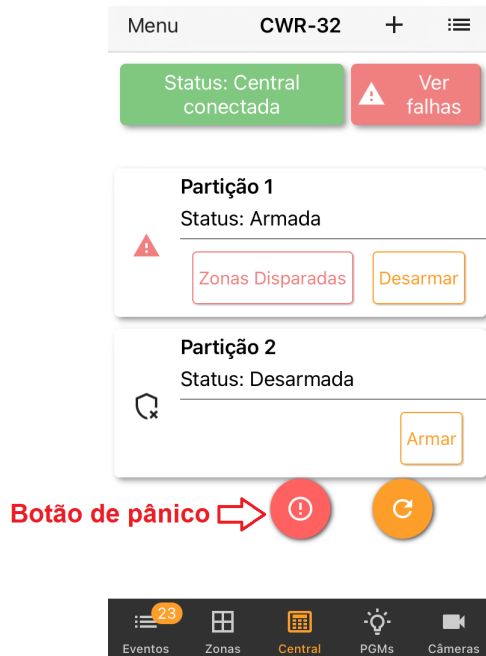 Menu CWR-32
Status: Central
conectada
Ver
falhas
Partição 1
Status: Armada
Zonas Disparadas Desarmar
Partição 2
Status: Desarmada
Armar
Botão de pânico
23
Eventos Zonas Central PGMs Câmeras